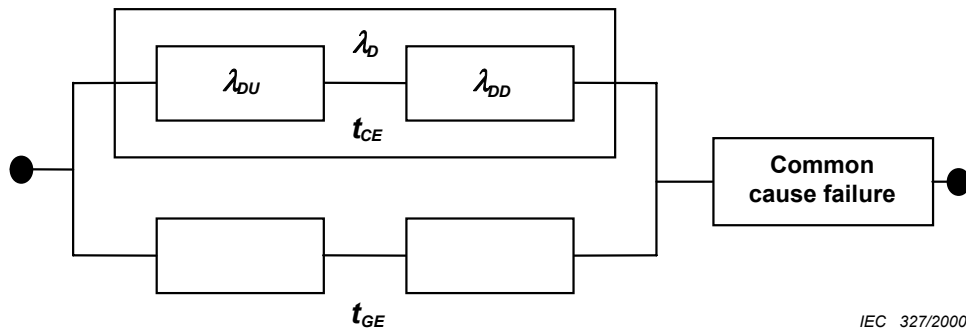 λD
λDU
λDD
tCE
Common
cause failure
tGE
IEC 327/2000